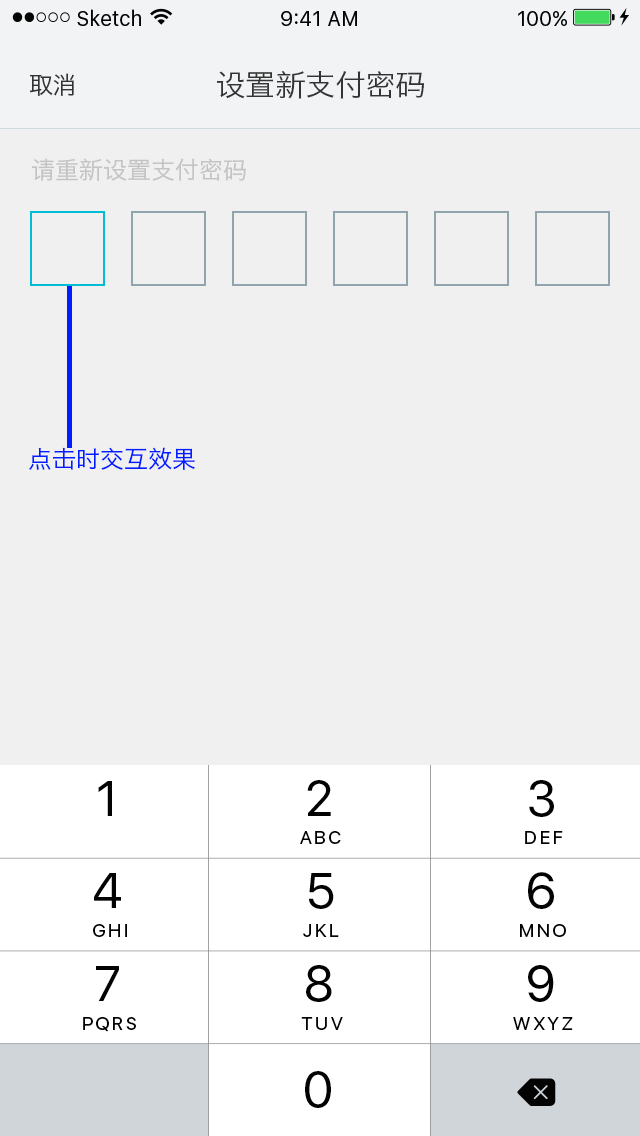 Sketch 9:41 AM 100%
取消 设置新支付密码
请重新设置支付密码
点击时交互效果
1 2 3
ABC DEF
4 5 6
GHI JKL MNO
7 8 9
PQRS TUV WXYZ
0